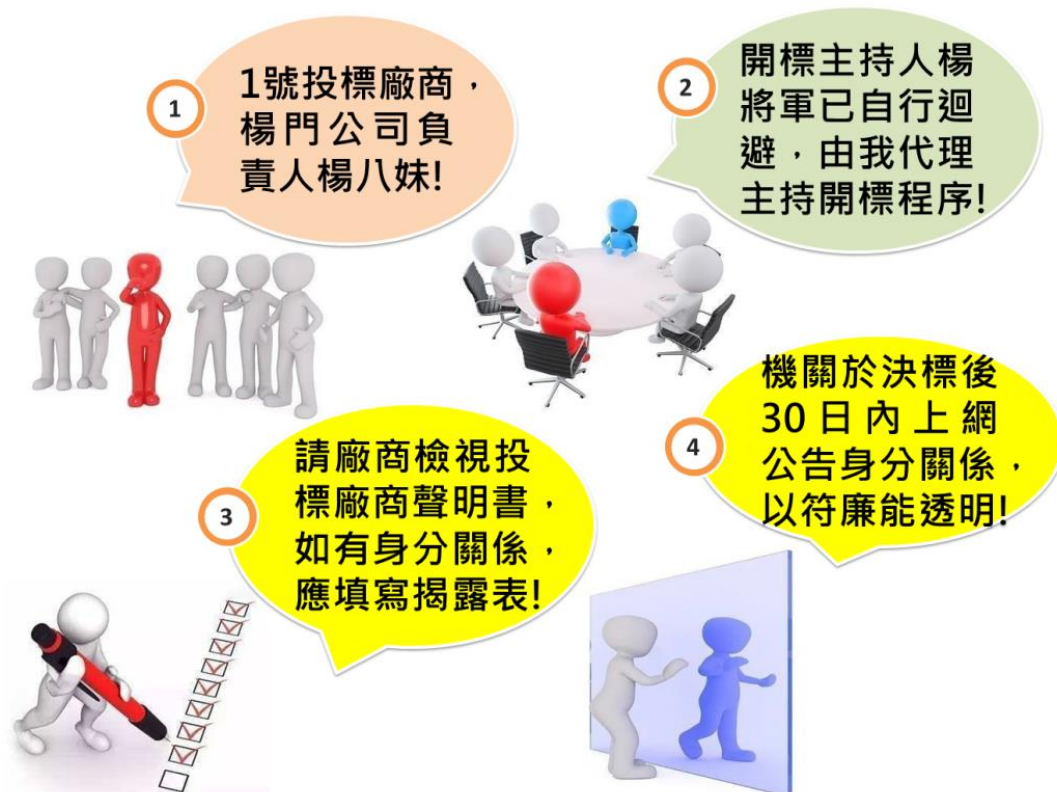 1
1號投標廠商，
楊門公司負
責人楊八妹!
2
開標主持人楊
將軍已自行迴
避，由我代理
主持開標程序!
3
請廠商檢視投
標廠商聲明書，
如有身分關係，
應填寫揭露表!
4
機關於決標後
30日內上網
公告身分關係，
以符廉能透明!